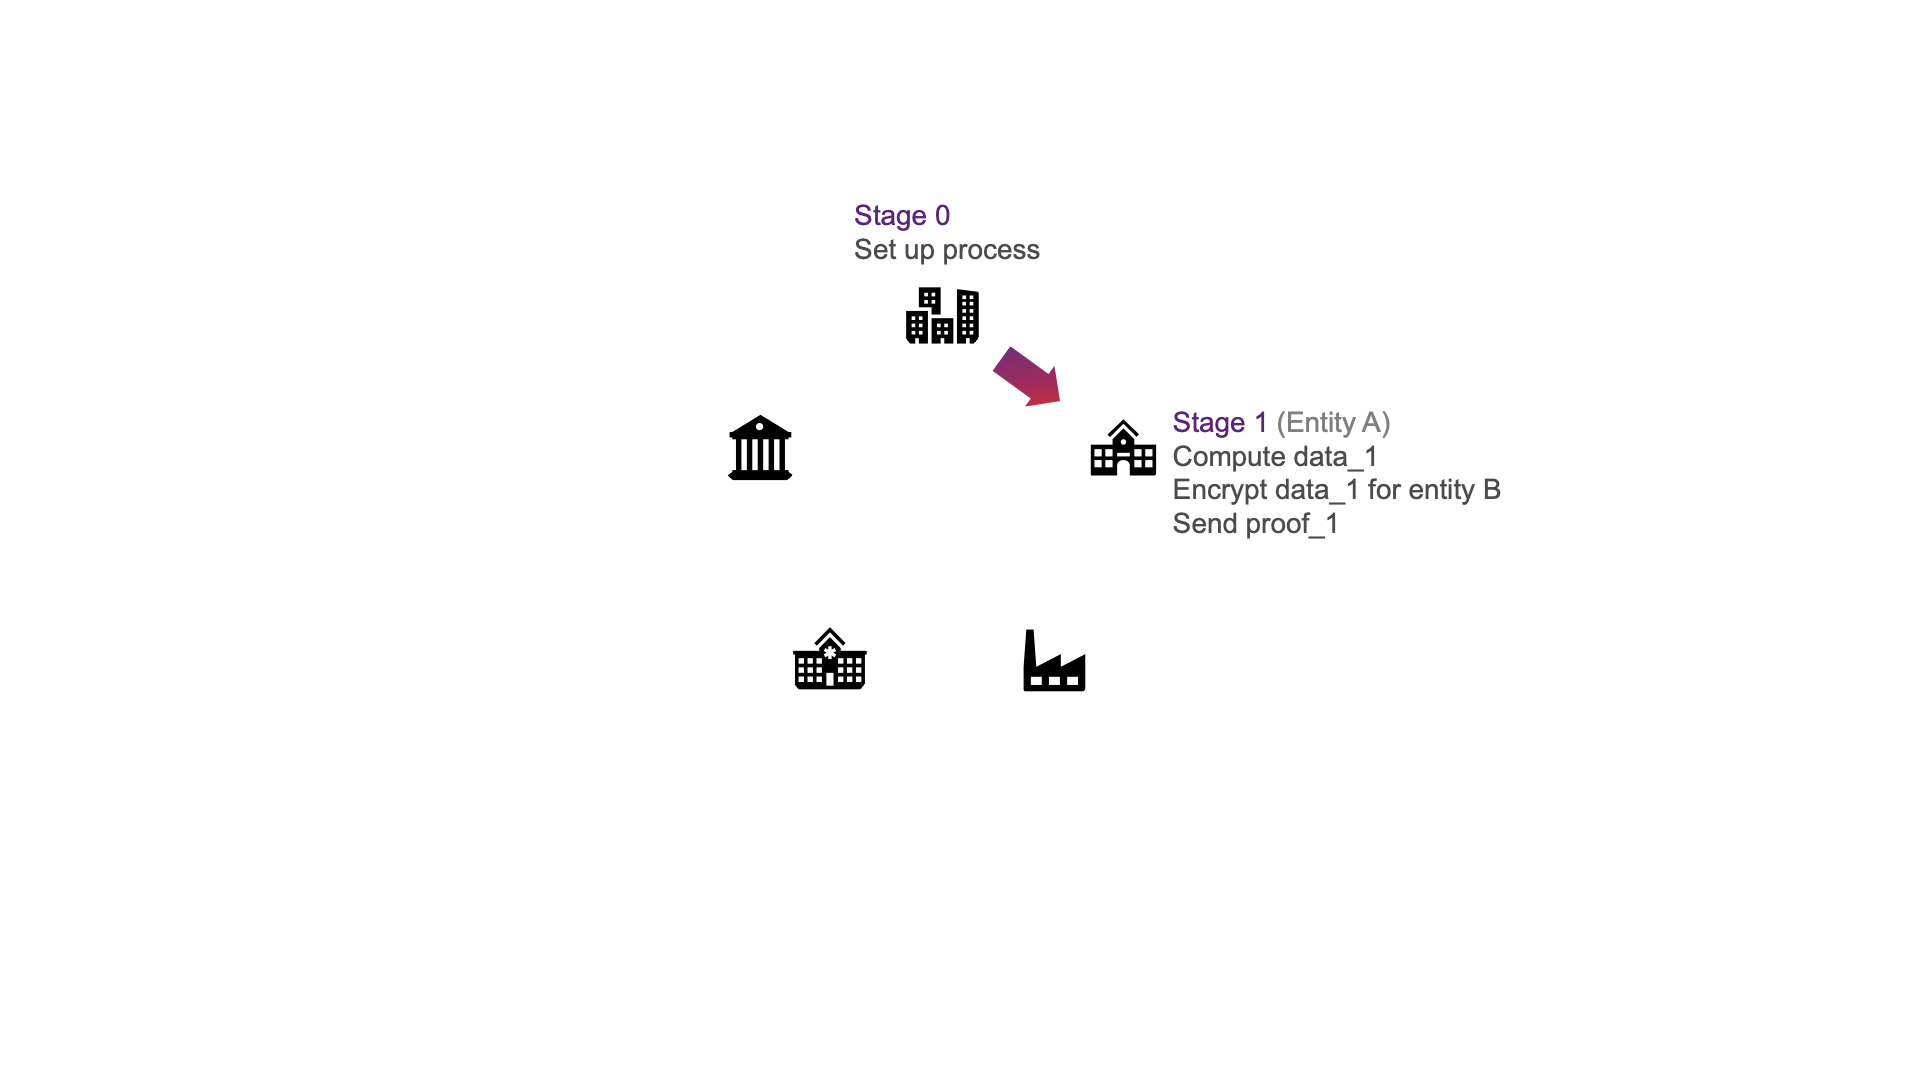 Stage 0
Set up process
Stage 1 (Entity A)
Compute data_1
Encrypt data_1 for entity B
Send proof_1